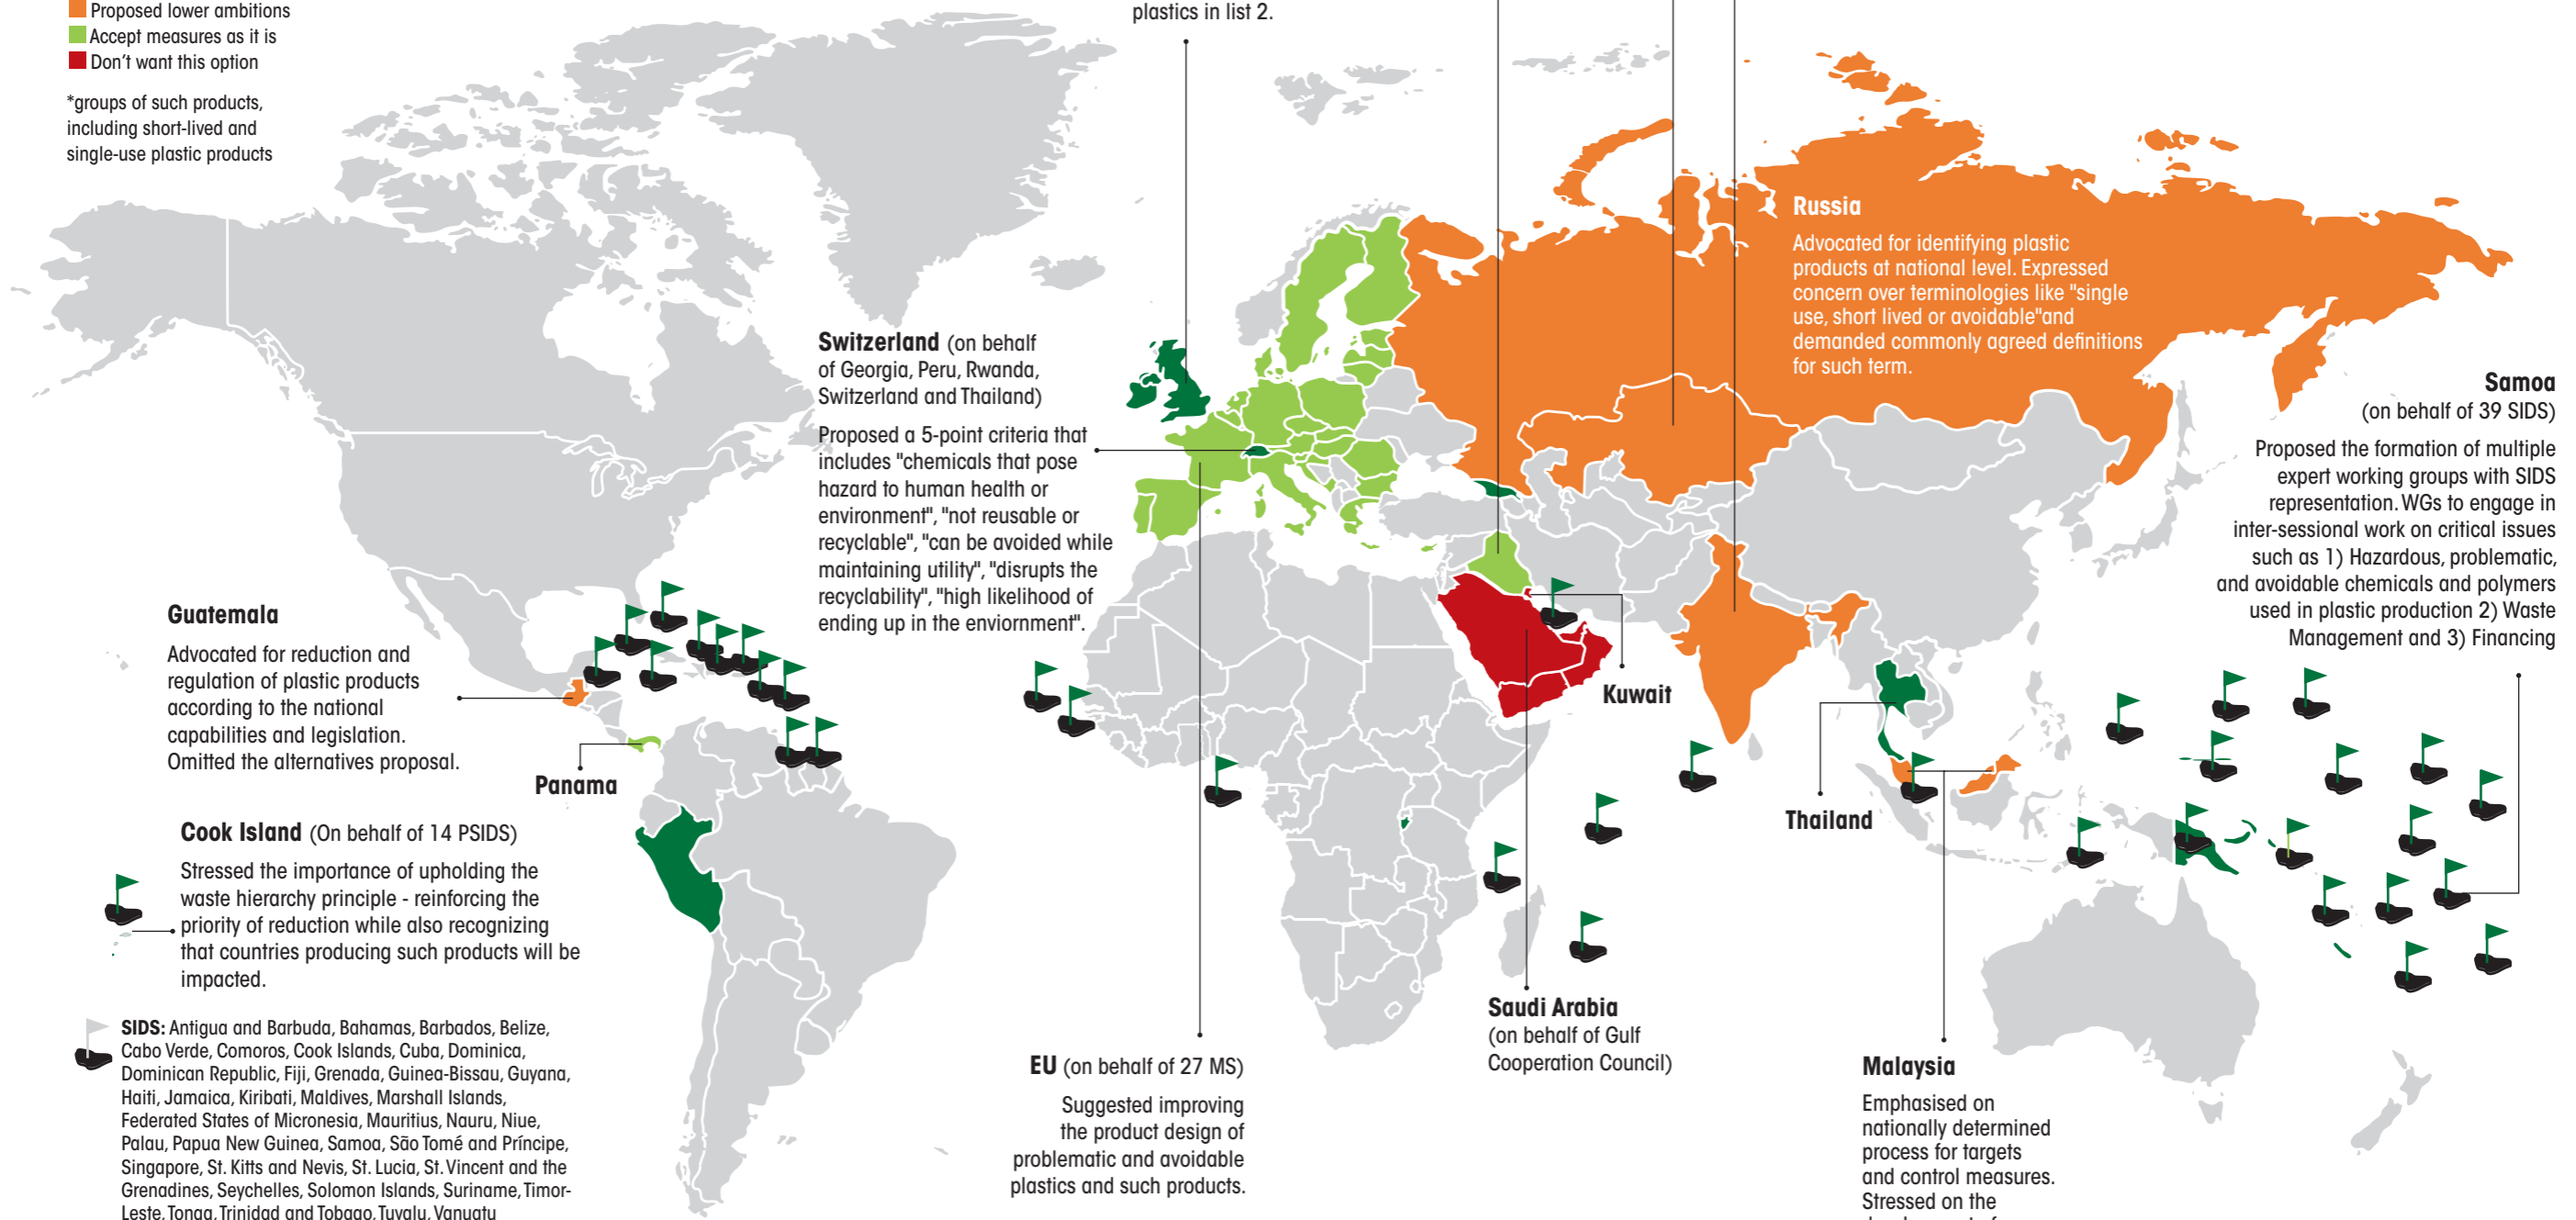 Proposed lower ambitions
Accept measures as it is
Don't want this option
*groups of such products,
including short-lived and
single-use plastic products
plastics in list 2.
Russia
Advocated for identifying plastic
products at national level. Expressed
concern over terminologies like "single
use, short lived or avoidable"and
demanded commonly agreed definitions
for such term.
Switzerland (on behalf
of Georgia, Peru, Rwanda,
Switzerland and Thailand)
Proposed a 5-point criteria that
includes "chemicals that pose
hazard to human health or
environment", "not reusable or
recyclable", "can be avoided while
maintaining utility", "disrupts the
recyclability", "high likelihood of
ending up in the enviornment".
Samoa
(on behalf of 39 SIDS)
Proposed the formation of multiple
expert working groups with SIDS
representation. WGs to engage in
inter-sessional work on critical issues
such as 1) Hazardous, problematic,
and avoidable chemicals and polymers
used in plastic production 2) Waste
Management and 3) Financing
Guatemala
Advocated for reduction and
regulation of plastic products
according to the national
capabilities and legislation.
Omitted the alternatives proposal.
Panama
Kuwait
Thailand
Cook Island (On behalf of 14 PSIDS)
Stressed the importance of upholding the
waste hierarchy principle - reinforcing the
priority of reduction while also recognizing
that countries producing such products will be
impacted.
SIDS: Antigua and Barbuda, Bahamas, Barbados, Belize,
Cabo Verde, Comoros, Cook Islands, Cuba, Dominica,
Dominican Republic, Fiji, Grenada, Guinea-Bissau, Guyana,
Haiti, Jamaica, Kiribati, Maldives, Marshall Islands,
Federated States of Micronesia, Mauritius, Nauru, Niue,
Palau, Papua New Guinea, Samoa, São Tomé and Príncipe,
Singapore, St. Kitts and Nevis, St. Lucia, St. Vincent and the
Grenadines, Seychelles, Solomon Islands, Suriname, Timor-
Leste, Tonga, Trinidad and Tobago, Tuvalu, Vanuatu
EU (on behalf of 27 MS)
Suggested improving
the product design of
problematic and avoidable
plastics and such products.
Saudi Arabia
(on behalf of Gulf
Cooperation Council)
Malaysia
Emphasised on
nationally determined
process for targets
and control measures.
Stressed on the